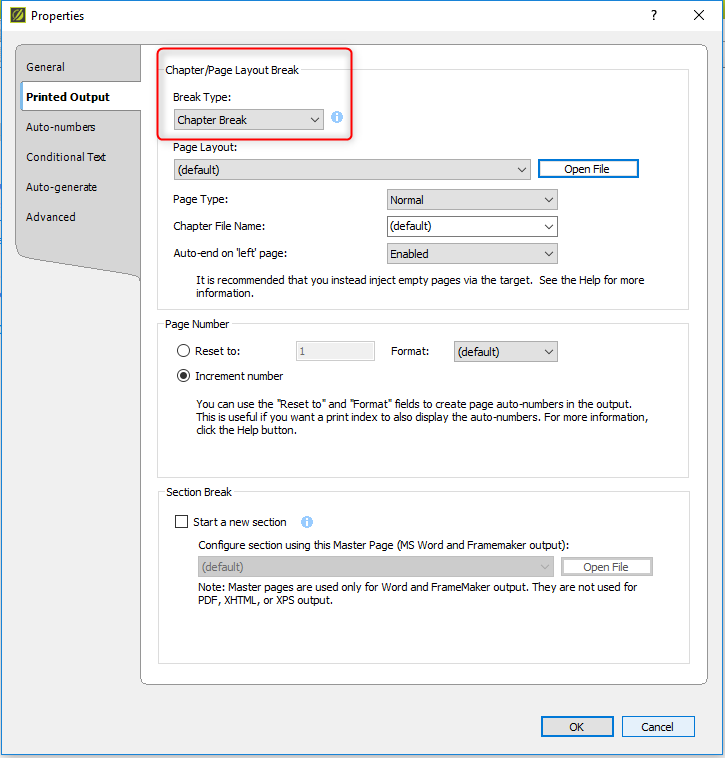 Properties
?
General
Printed Output
Auto-numbers
Conditional Text
Auto-generate
Advanced
Chapter/Page Layout Break
Break Type:
Chapter Break
Page Layout:
(default)
Open File
Page Type:
Normal
Chapter File Name:
(default)
Auto-end on 'left' page:
Enabled
It is recommended that you instead inject empty pages via the target.  See the Help for more
information.
Page Number
Reset to:
1
Format:
(default)
Increment number
You can use the "Reset to" and "Format" fields to create page auto-numbers in the output.
This is useful if you want a print index to also display the auto-numbers. For more information,
click the Help button.
Section Break
Start a new section
Configure section using this Master Page (MS Word and Framemaker output):
(default)
Open File
Note: Master pages are used only for Word and FrameMaker output. They are not used for
PDF, XHTML, or XPS output.
OK
Cancel